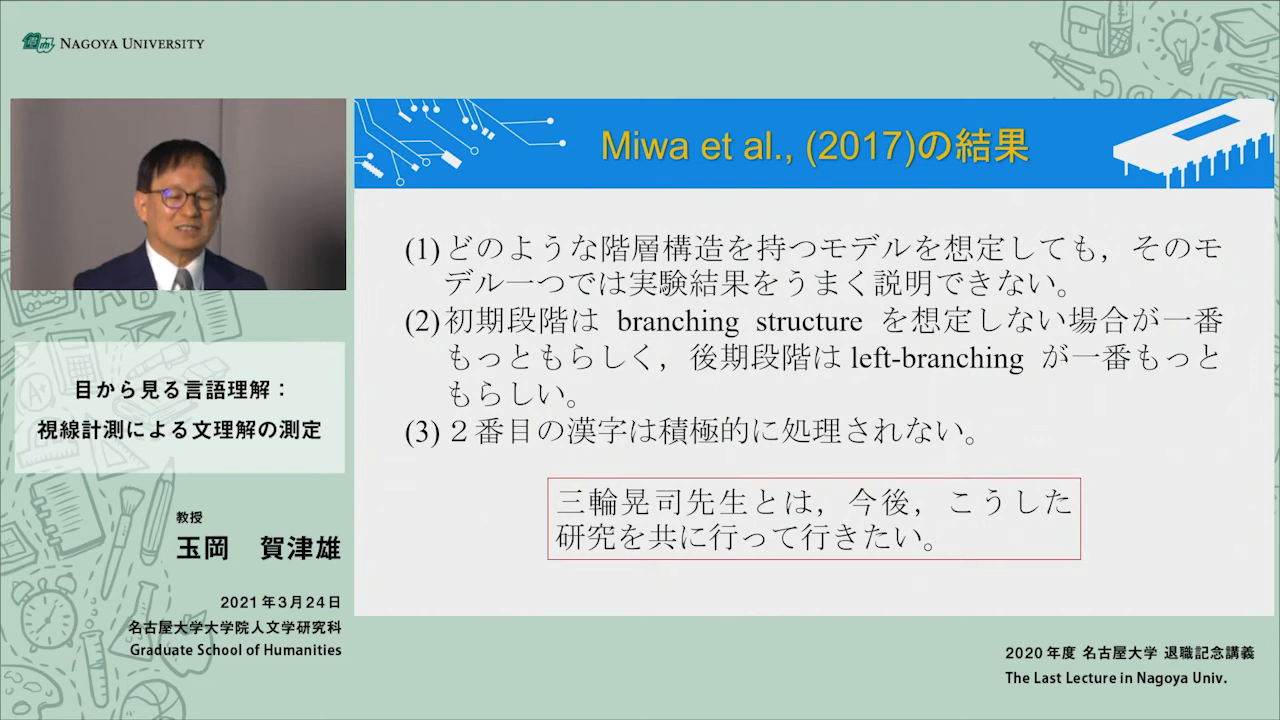 NAGOYA UNIVERSITY
Miwa et al., (2017)の結果
(1)どのような階層構造を持つモデルを想定しても，そのモ
デル一つでは実験結果をうまく説明できない。
(2)初期段階は branching structure を想定しない場合が一番
もっともらしく，後期段階は left-branching が一番もっと
もらしい。
(3)２番目の漢字は積極的に処理されない。
三輪晃司先生とは，今後，こうした
研究を共に行って行きたい。
目から見る言語理解：
視線計測による文理解の測定
教授
玉岡　賀津雄
2021年3月24日
名古屋大学大学院人文学研究科
Graduate School of Humanities
2020年度 名古屋大学 退職記念講義
The Last Lecture in Nagoya Univ.